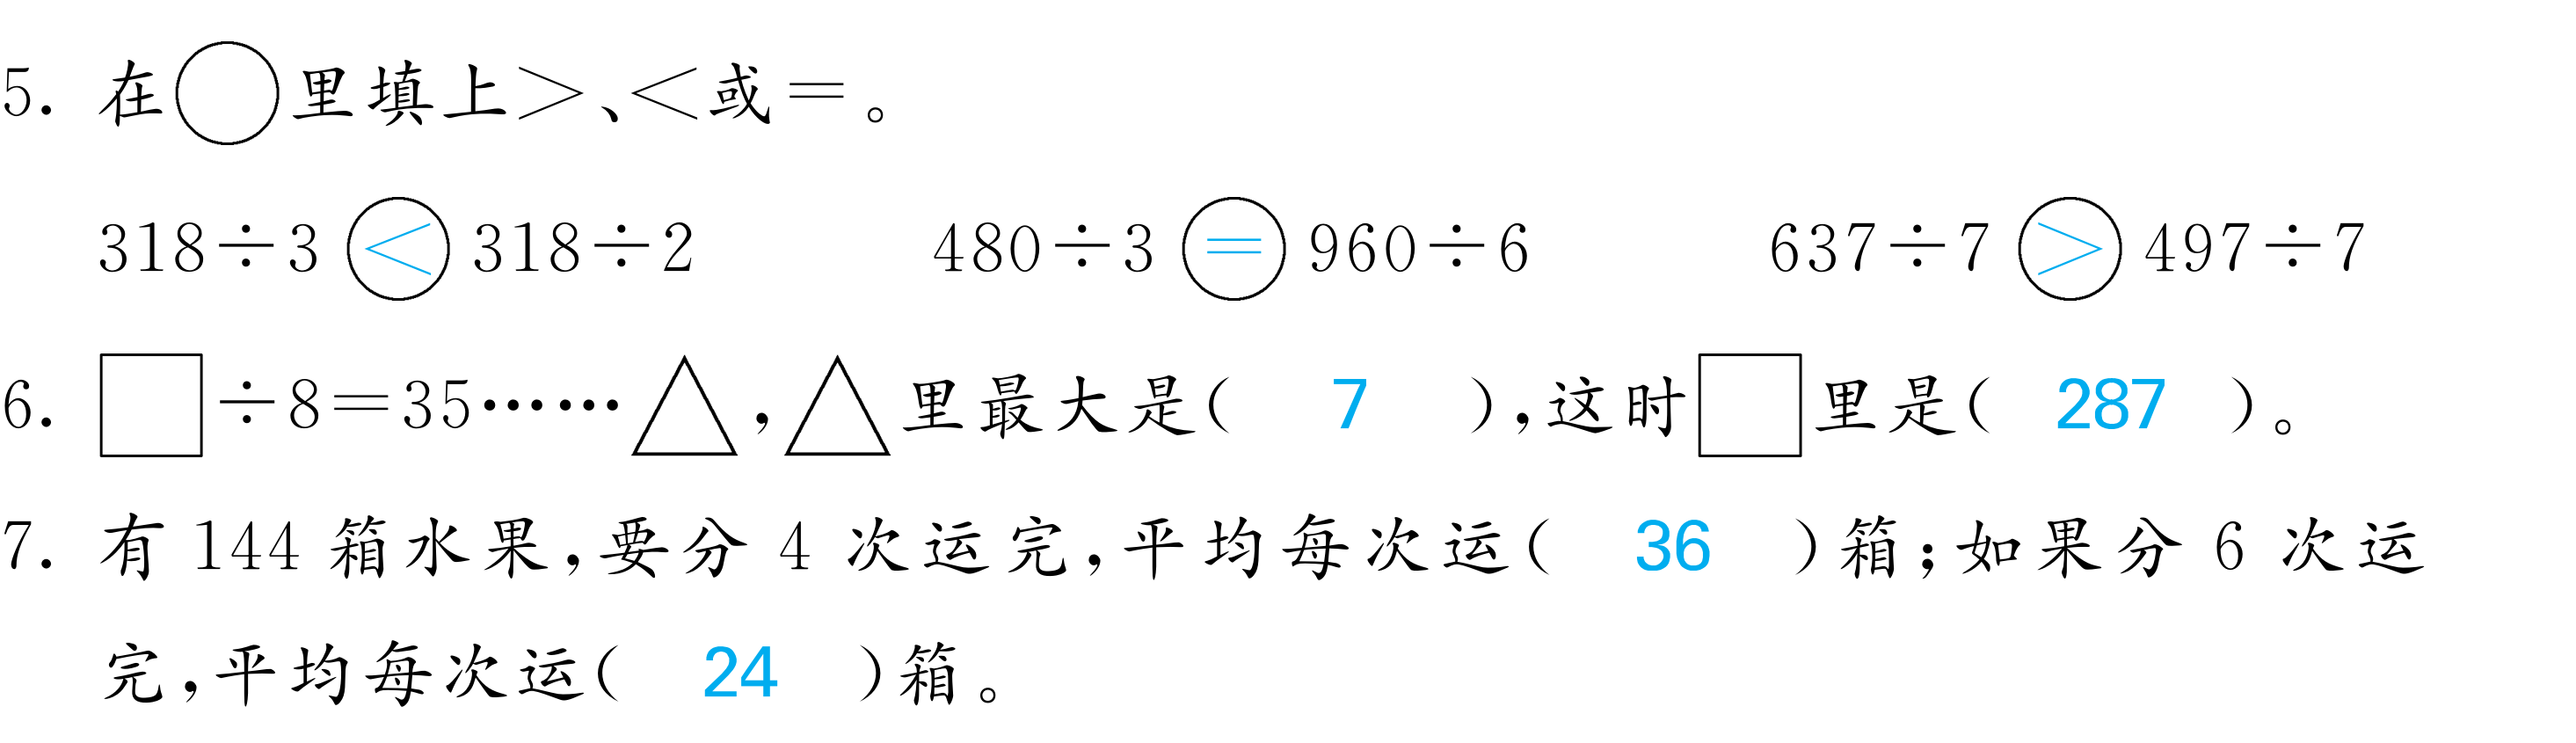 5. 在○里填上>、<或=。
318÷3 < 318÷2 480÷3 = 960÷6 637÷7 > 497÷7
6. □÷8=35……△,△里最大是( 7 ),这时□里是( 287 )。
7. 有 144 箱水果,要分 4 次运完,平均每次运( 36 )箱;如果分 6 次运
完,平均每次运( 24 )箱。